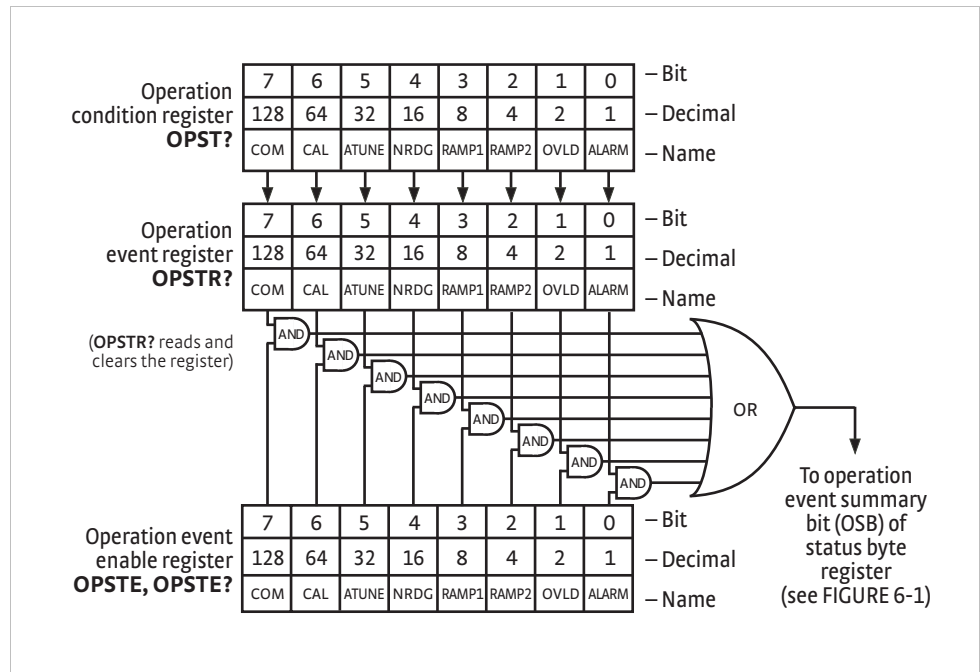 Operation
condition register
OPST?
7 6 5 4 3 2 1 0 – Bit
128 64 32 16 8 4 2 1 – Decimal
COM CAL ATUNE NRDG RAMP1 RAMP2 OVLD ALARM – Name
Operation
event register
OPSTR?
7 6 5 4 3 2 1 0 – Bit
128 64 32 16 8 4 2 1 – Decimal
COM CAL ATUNE NRDG RAMP1 RAMP2 OVLD ALARM – Name
(OPSTR? reads and
clears the register)
AND
AND
AND
AND
AND
AND
AND
AND
OR
To operation
event summary
bit (OSB) of
status byte
register
(see FIGURE 6-1)
Operation event
enable register
OPSTE, OPSTE?
7 6 5 4 3 2 1 0 – Bit
128 64 32 16 8 4 2 1 – Decimal
COM CAL ATUNE NRDG RAMP1 RAMP2 OVLD ALARM – Name